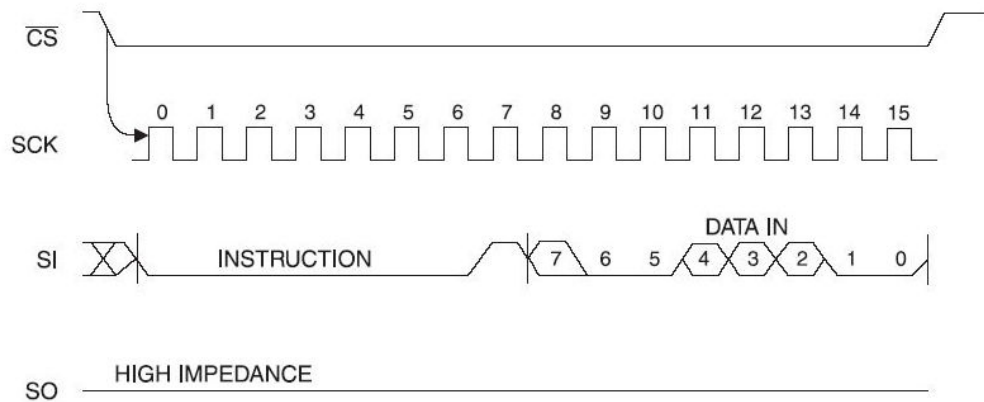 CS
0 1 2 3 4 5 6 7 8 9 10 11 12 13 14 15
SCK
DATA IN
SI INSTRUCTION 7 6 5 4 3 2 1 0
HIGH IMPEDANCE
SO